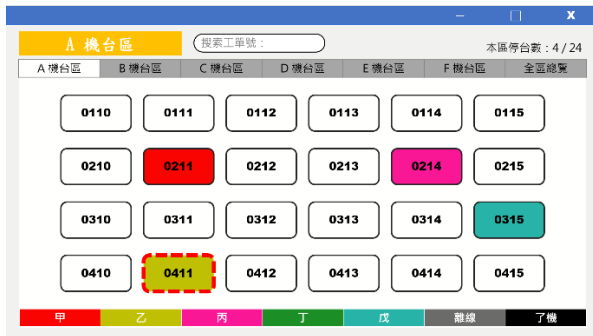 X
A 機台區
搜索工單號：
本區停台數：4 / 24
A 機台區 B 機台區 C 機台區 D 機台區 E 機台區 F 機台區 全區總覽
0110 0111 0112 0113 0114 0115
0210 0211 0212 0213 0214 0215
0310 0311 0312 0313 0314 0315
0410 0411 0412 0413 0414 0415
甲 乙 丙 丁 戊 離線 了機